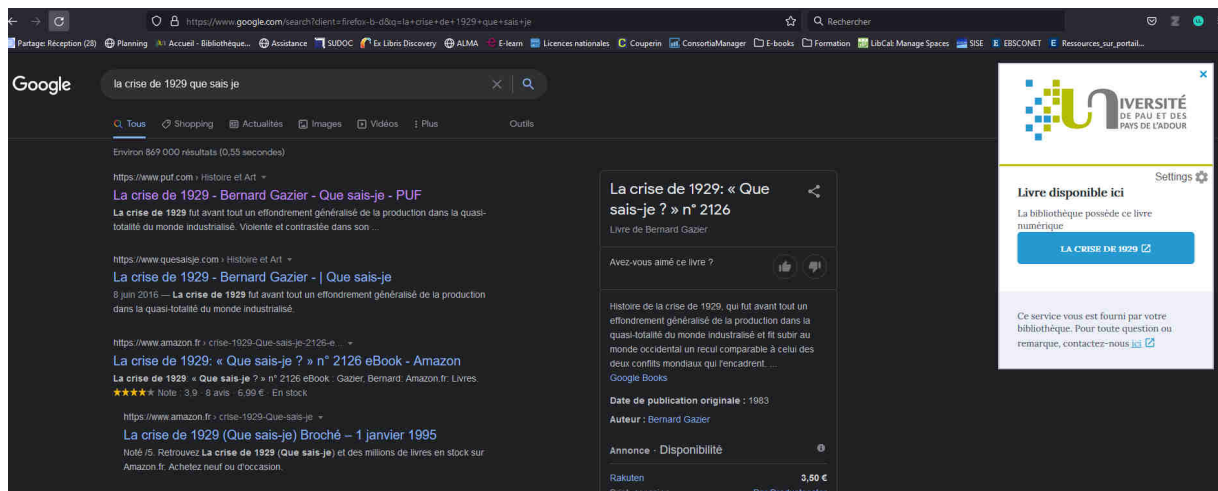 https://www.google.com/search?client=firefox-b-d&q=la+crise+de+1929+que+sais+je
Rechercher
Partage: Réception (28) Planning Accueil - Bibliothèque... Assistance SUDOC Ex Libris Discovery ALMA E-learn Licences nationales Couperin ConsortiaManager E-books Formation LibCal: Manage Spaces SISE EBSCONET Ressources_sur_portail...
Google
la crise de 1929 que sais je
Tous Shopping Actualités Images Vidéos Plus Outils
Environ 869 000 résultats (0,55 secondes)
https://www.puf.com › Histoire et Art
La crise de 1929 - Bernard Gazier - Que sais-je - PUF
La crise de 1929 fut avant tout un effondrement généralisé de la production dans la quasi-
totalité du monde industrialisé. Violente et contrastée dans son ...
https://www.quesaisje.com › Histoire et Art
La crise de 1929 - Bernard Gazier - | Que sais-je
8 juin 2016 — La crise de 1929 fut avant tout un effondrement généralisé de la production
dans la quasi-totalité du monde industrialisé.
https://www.amazon.fr › crise-1929-Que-sais-je-2126-e...
La crise de 1929: « Que sais-je ? » n° 2126 eBook - Amazon
La crise de 1929: « Que sais-je ? » n° 2126 eBook : Gazier, Bernard: Amazon.fr: Livres.
Note : 3,9 · 8 avis · 6,99 € · En stock
https://www.amazon.fr › crise-1929-Que-sais-je
La crise de 1929 (Que sais-je) Broché – 1 janvier 1995
Noté /5. Retrouvez La crise de 1929 (Que sais-je) et des millions de livres en stock sur
Amazon.fr. Achetez neuf ou d'occasion.
La crise de 1929: « Que
sais-je ? » n° 2126
Livre de Bernard Gazier
Avez-vous aimé ce livre ?
Histoire de la crise de 1929, qui fut avant tout un
effondrement généralisé de la production dans la
quasi-totalité du monde industrialisé et fit subir au
monde occidental un recul comparable à celui des
deux conflits mondiaux qui l'encadrent. ...
Google Books
Date de publication originale : 1983
Auteur : Bernard Gazier
Annonce · Disponibilité
Rakuten 3,50 €
UNIVERSITÉ
DE PAU ET DES
PAYS DE L'ADOUR
Settings
Livre disponible ici
La bibliothèque possède ce livre
numérique
LA CRISE DE 1929
Ce service vous est fourni par votre
bibliothèque. Pour toute question ou
remarque, contactez-nous ici